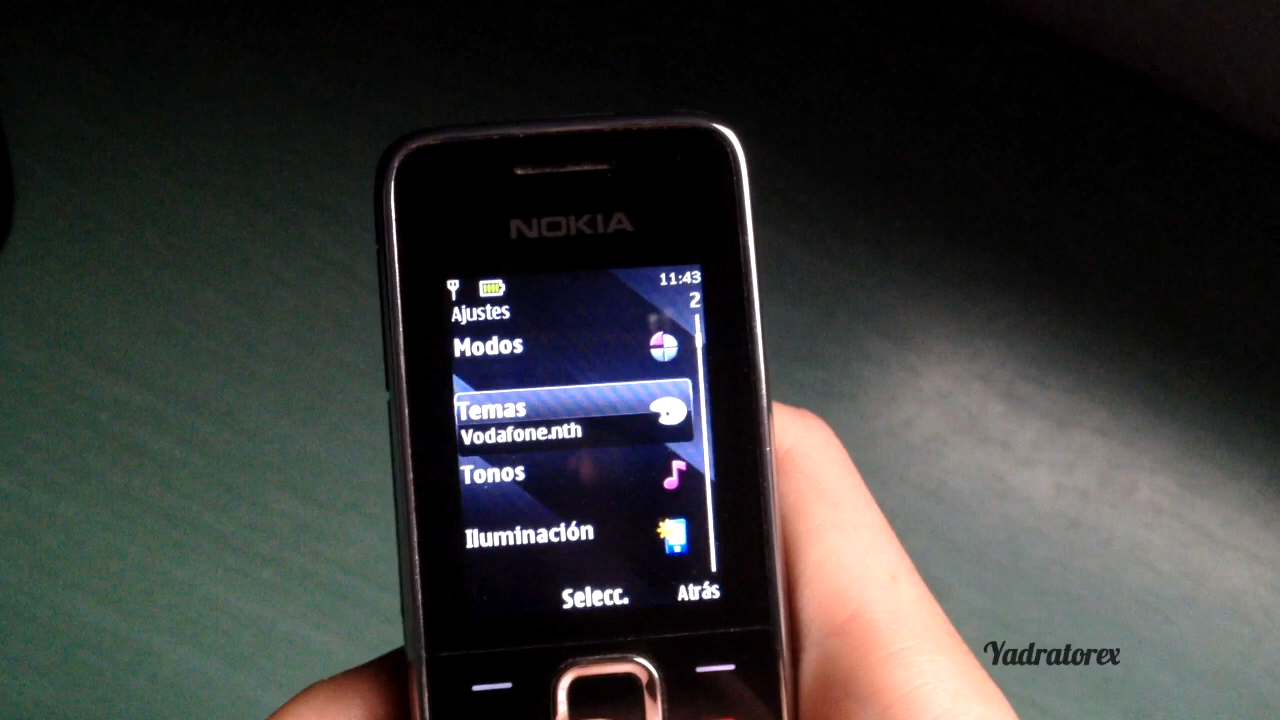 NOKIA
11:43
2
Ajustes
Modos
Temas
Vodafone.nth
Tonos
Iluminación
Selecc. Atrás
Yadratorex